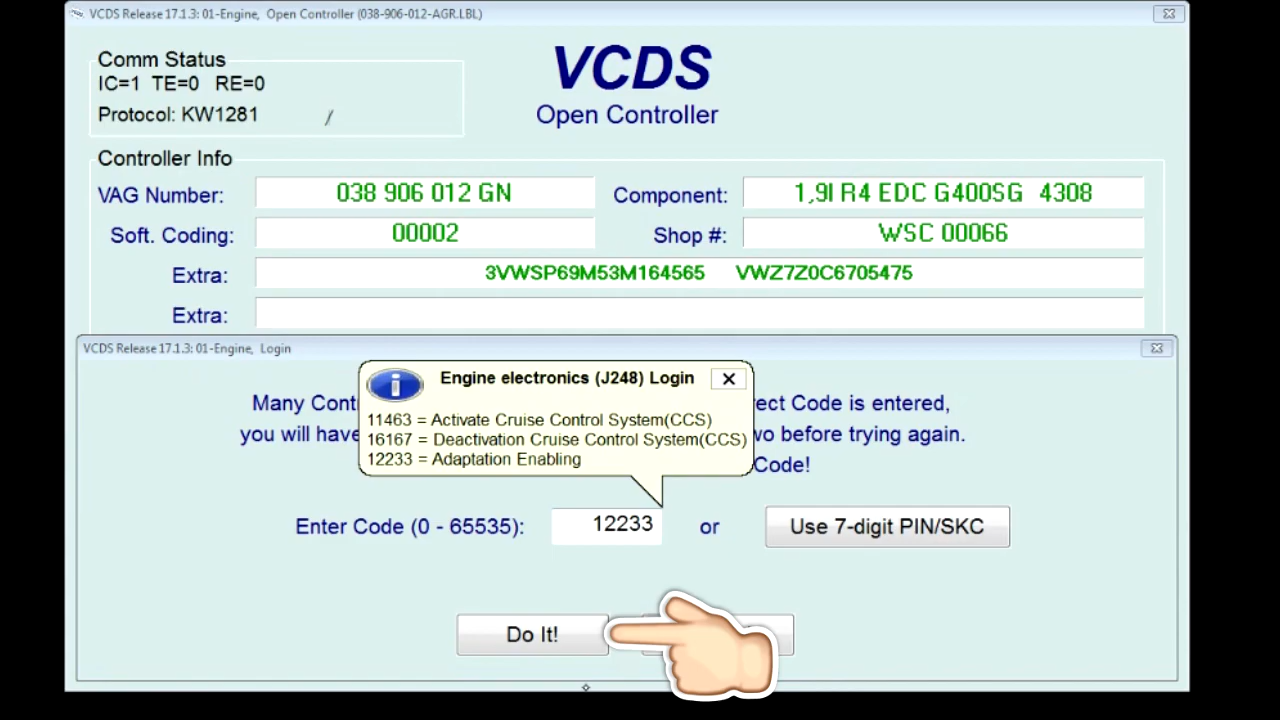 VCDS Release 17.1.3: 01-Engine, Open Controller (038-906-012-AGR.LBL)
Comm Status
IC=1 TE=0 RE=0
Protocol: KW1281 /
VCDS
Open Controller
Controller Info
VAG Number: 038 906 012 GN Component: 1,9l R4 EDC G400SG 4308
Soft. Coding: 00002 Shop #: WSC 00066
Extra: 3VWSP69M53M164565 VWZ7Z0C6705475
Extra:
VCDS Release 17.1.3: 01-Engine, Login
Engine electronics (J248) Login
11463 = Activate Cruise Control System(CCS)
16167 = Deactivation Cruise Control System(CCS)
12233 = Adaptation Enabling
Many Code is entered,
you will have before trying again.
Code!
Enter Code (0 - 65535): 12233 or Use 7-digit PIN/SKC
Do It!